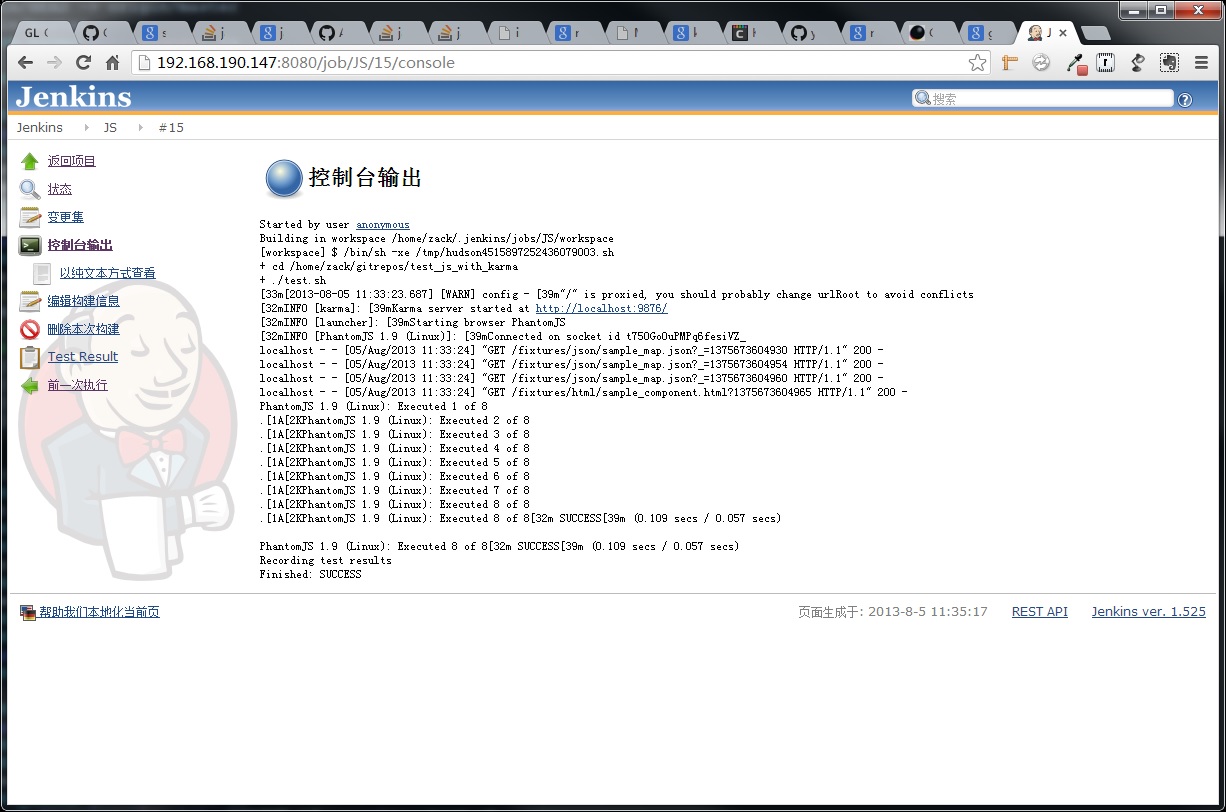 GL
192.168.190.147:8080/job/JS/15/console
Jenkins
搜索
Jenkins JS #15
返回项目
状态
变更集
控制台输出
以纯文本方式查看
编辑构建信息
删除本次构建
Test Result
前一次执行
控制台输出
Started by user anonymous
Building in workspace /home/zack/.jenkins/jobs/JS/workspace
[workspace] $ /bin/sh -xe /tmp/hudson4515897252436079003.sh
+ cd /home/zack/gitrepos/test_js_with_karma
+ ./test.sh
[33m[2013-08-05 11:33:23.687] [WARN] config - [39m"/" is proxied, you should probably change urlRoot to avoid conflicts
[32mINFO [karma]: [39mKarma server started at http://localhost:9876/
[32mINFO [launcher]: [39mStarting browser PhantomJS
[32mINFO [PhantomJS 1.9 (Linux)]: [39mConnected on socket id t75OGoOuPMPq6fesiVZ_
localhost - - [05/Aug/2013 11:33:24] "GET /fixtures/json/sample_map.json?_=1375673604930 HTTP/1.1" 200 -
localhost - - [05/Aug/2013 11:33:24] "GET /fixtures/json/sample_map.json?_=1375673604954 HTTP/1.1" 200 -
localhost - - [05/Aug/2013 11:33:24] "GET /fixtures/json/sample_map.json?_=1375673604960 HTTP/1.1" 200 -
localhost - - [05/Aug/2013 11:33:24] "GET /fixtures/html/sample_component.html?1375673604965 HTTP/1.1" 200 -
PhantomJS 1.9 (Linux): Executed 1 of 8
.[1A[2KPhantomJS 1.9 (Linux): Executed 2 of 8
.[1A[2KPhantomJS 1.9 (Linux): Executed 3 of 8
.[1A[2KPhantomJS 1.9 (Linux): Executed 4 of 8
.[1A[2KPhantomJS 1.9 (Linux): Executed 5 of 8
.[1A[2KPhantomJS 1.9 (Linux): Executed 6 of 8
.[1A[2KPhantomJS 1.9 (Linux): Executed 7 of 8
.[1A[2KPhantomJS 1.9 (Linux): Executed 8 of 8
.[1A[2KPhantomJS 1.9 (Linux): Executed 8 of 8[32m SUCCESS[39m (0.109 secs / 0.057 secs)
PhantomJS 1.9 (Linux): Executed 8 of 8[32m SUCCESS[39m (0.109 secs / 0.057 secs)
Recording test results
Finished: SUCCESS
帮助我们本地化当前页
页面生成于: 2013-8-5 11:35:17 REST API Jenkins ver. 1.525